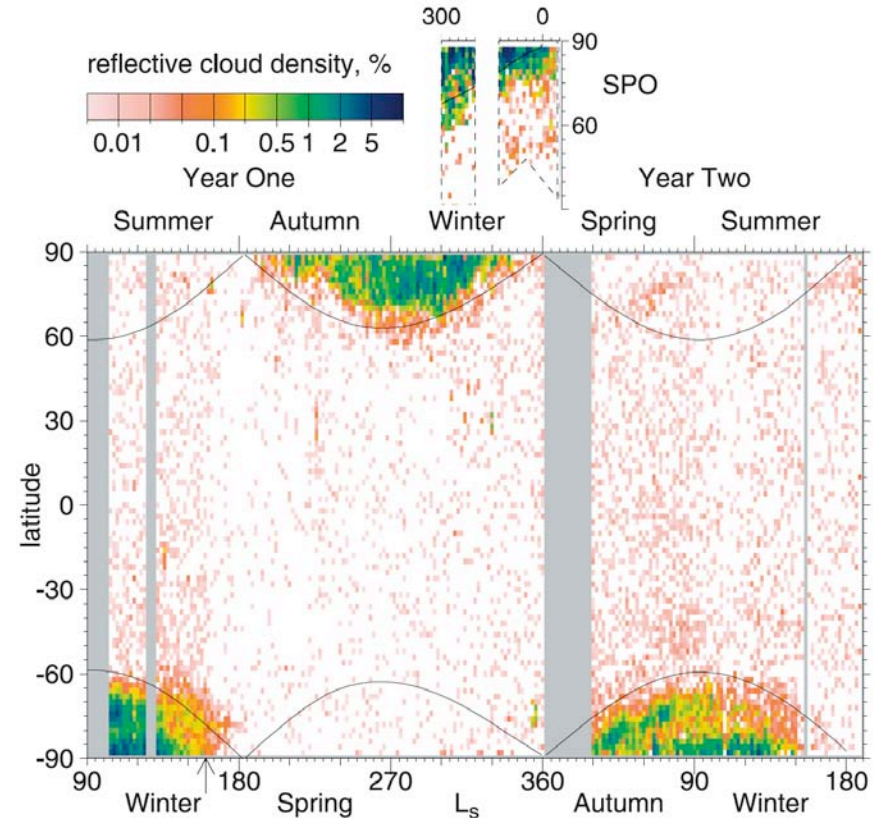 300 0
90
reflective cloud density, %
SPO
60
0.01 0.1 0.5 1 2 5
Year One Year Two
Summer Autumn Winter Spring Summer
90
60
30
0
-30
-60
-90
latitude
90 180 270 360 90 180
Winter Spring Ls Autumn Winter